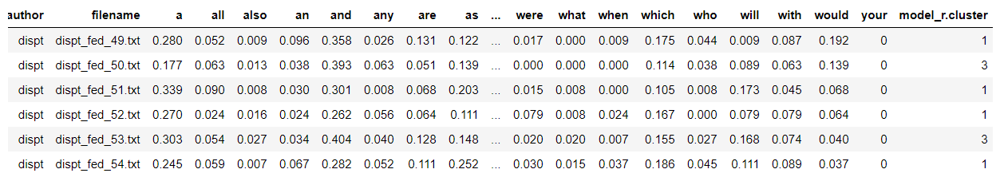 author filename a all also an and any are as ... were what when which who will with would your model_r.cluster
dispt dispt_fed_49.txt 0.280 0.052 0.009 0.096 0.358 0.026 0.131 0.122 ... 0.017 0.000 0.009 0.175 0.044 0.009 0.087 0.192 0 1
dispt dispt_fed_50.txt 0.177 0.063 0.013 0.038 0.393 0.063 0.051 0.139 ... 0.000 0.000 0.000 0.114 0.038 0.089 0.063 0.139 0 3
dispt dispt_fed_51.txt 0.339 0.090 0.008 0.030 0.301 0.008 0.068 0.203 ... 0.015 0.008 0.000 0.105 0.008 0.173 0.045 0.068 0 1
dispt dispt_fed_52.txt 0.270 0.024 0.016 0.024 0.262 0.056 0.064 0.111 ... 0.079 0.008 0.024 0.167 0.000 0.079 0.079 0.064 0 1
dispt dispt_fed_53.txt 0.303 0.054 0.027 0.034 0.404 0.040 0.128 0.148 ... 0.020 0.020 0.007 0.155 0.027 0.168 0.074 0.040 0 3
dispt dispt_fed_54.txt 0.245 0.059 0.007 0.067 0.282 0.052 0.111 0.252 ... 0.030 0.015 0.037 0.186 0.045 0.111 0.089 0.037 0 1